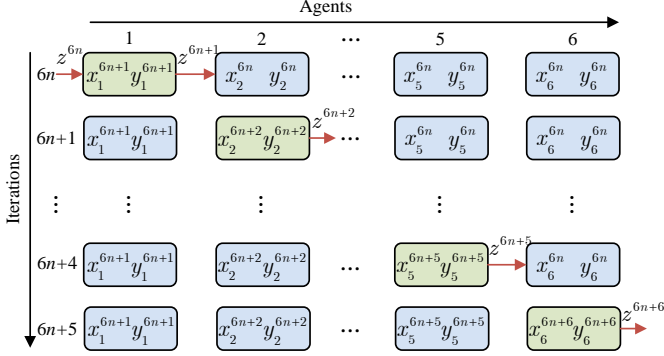 Agents
1 2 ... 5 6
z^{6n} z^{6n+1}
6n x_1^{6n+1} y_1^{6n+1} x_2^{6n} y_2^{6n} ... x_5^{6n} y_5^{6n} x_6^{6n} y_6^{6n}
z^{6n+2}
6n+1 x_1^{6n+1} y_1^{6n+1} x_2^{6n+2} y_2^{6n+2} ... x_5^{6n} y_5^{6n} x_6^{6n} y_6^{6n}
Iterations
⋮ ⋮ ⋮ ⋮ ⋮
z^{6n+5}
6n+4 x_1^{6n+1} y_1^{6n+1} x_2^{6n+2} y_2^{6n+2} ... x_5^{6n+5} y_5^{6n+5} x_6^{6n} y_6^{6n}
z^{6n+6}
6n+5 x_1^{6n+1} y_1^{6n+1} x_2^{6n+2} y_2^{6n+2} ... x_5^{6n+5} y_5^{6n+5} x_6^{6n+6} y_6^{6n+6}